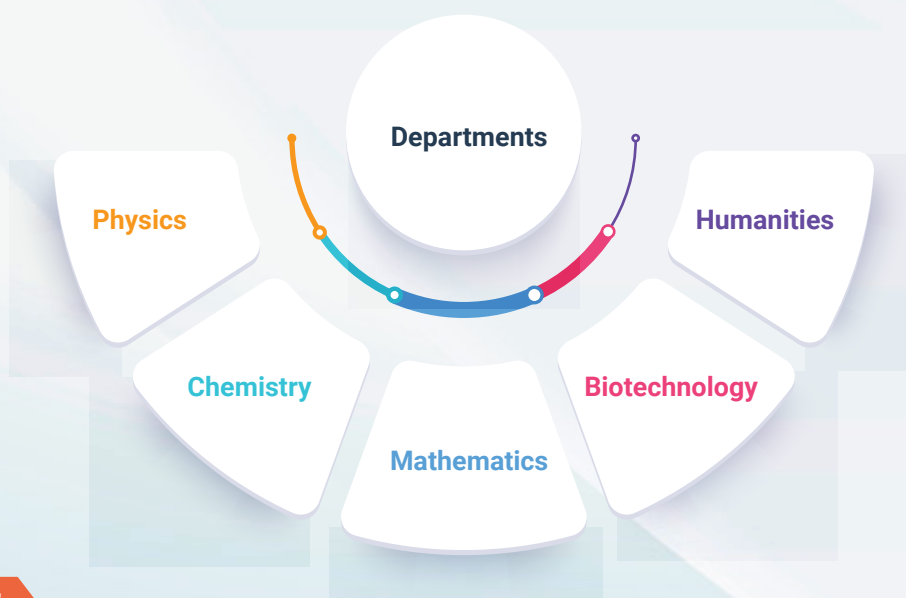 Departments
Physics
Humanities
Chemistry
Biotechnology
Mathematics